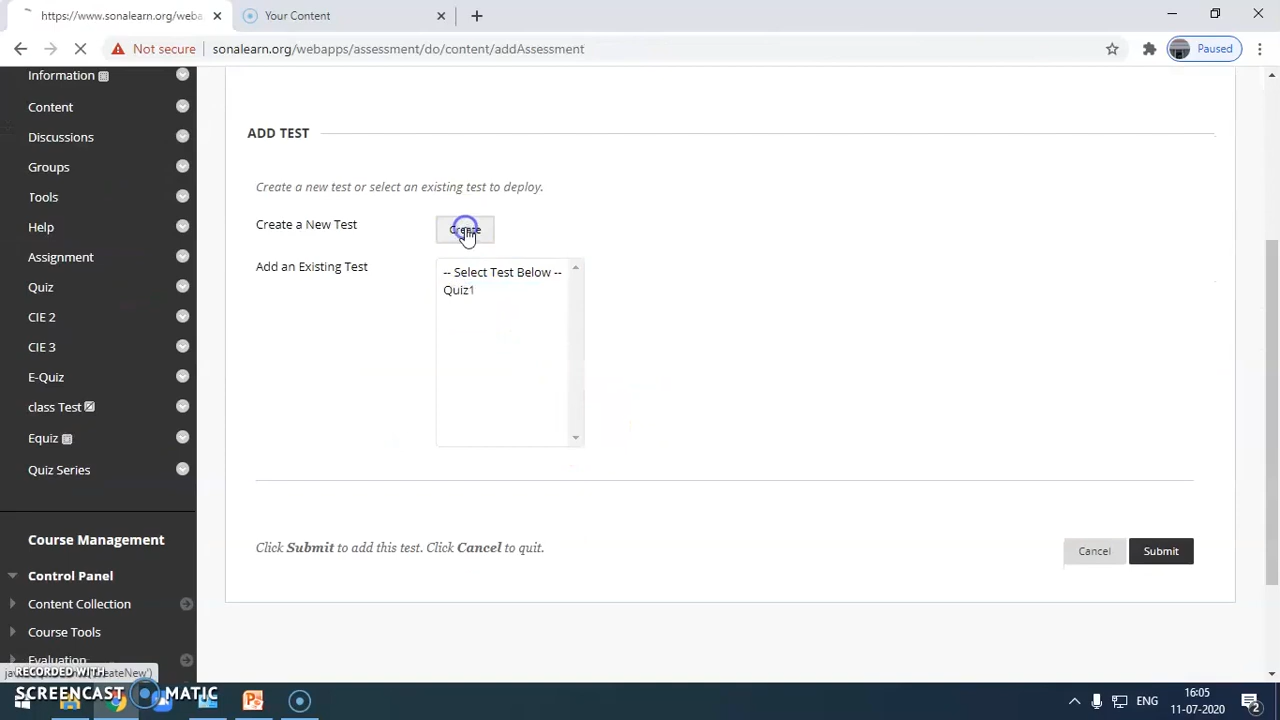 https://www.sonalearn.org/weba
Your Content
Not secure
sonalearn.org/webapps/assessment/do/content/addAssessment
Paused
Information
Content
Discussions
Groups
Tools
Help
Assignment
Quiz
CIE 2
CIE 3
E-Quiz
class Test
Equiz
Quiz Series
Course Management
Control Panel
Content Collection
Course Tools
Evaluation
ADD TEST
Create a new test or select an existing test to deploy.
Create a New Test
Create
Add an Existing Test
-- Select Test Below --
Quiz1
Click Submit to add this test. Click Cancel to quit.
Cancel
Submit
RECORDED WITH
SCREENCAST MATIC
ENG
16:05
11-07-2020
2